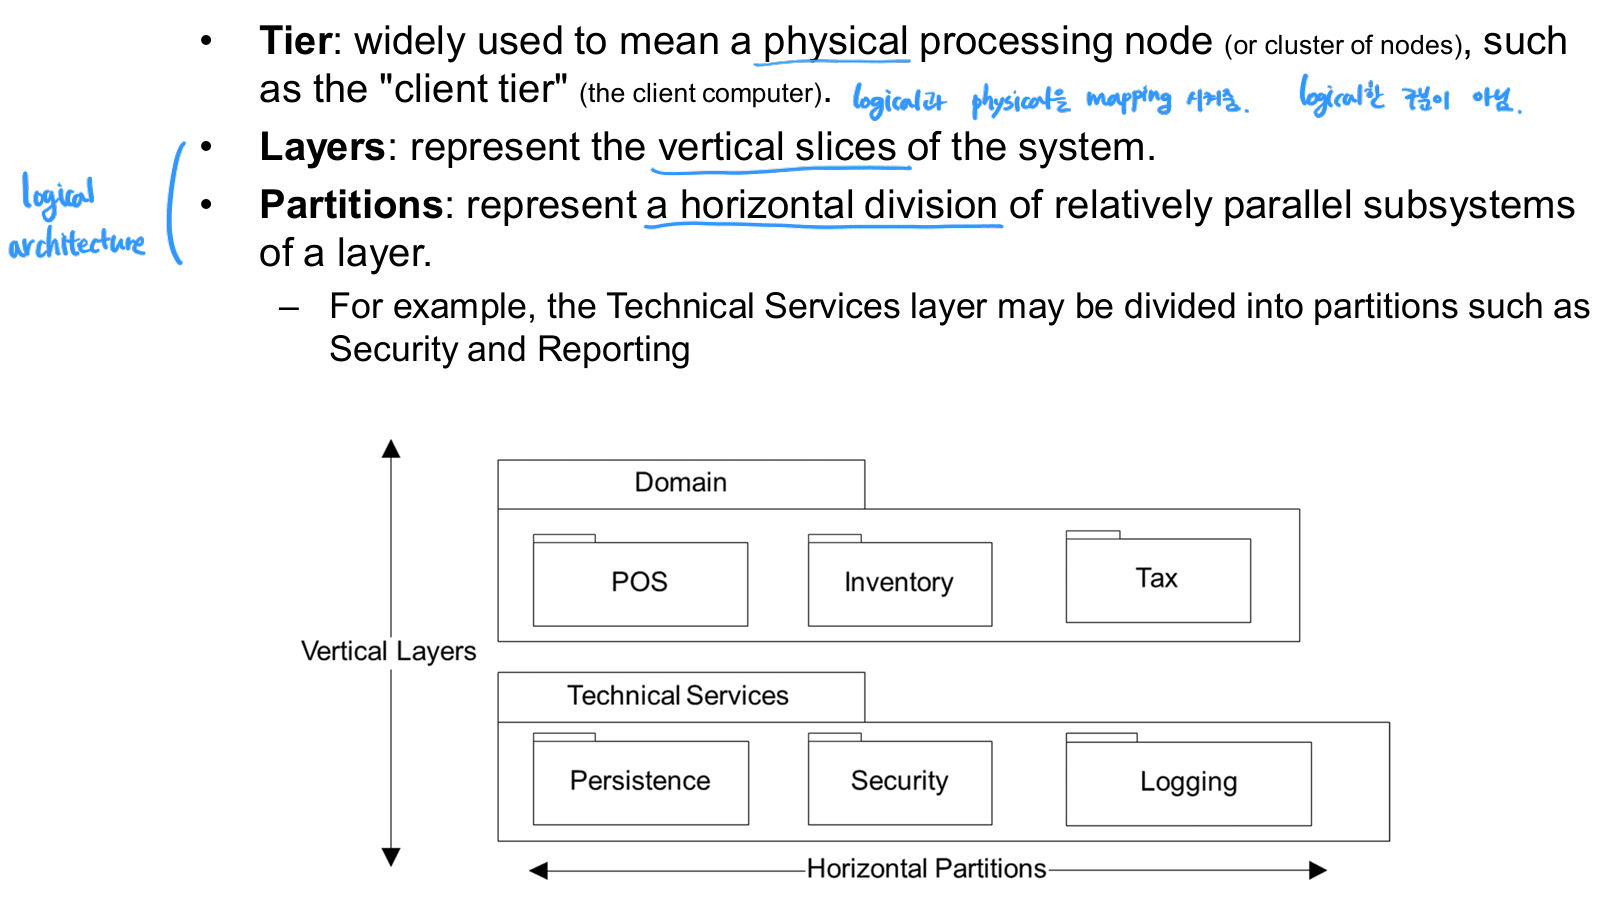 • Tier: widely used to mean a physical processing node (or cluster of nodes), such
as the "client tier" (the client computer). logical과 physical을 mapping 시켜줌. logical한 구분이 아님.
• Layers: represent the vertical slices of the system.
logical
architecture
• Partitions: represent a horizontal division of relatively parallel subsystems
of a layer.
– For example, the Technical Services layer may be divided into partitions such as
Security and Reporting
Domain
POS Inventory Tax
Vertical Layers
Technical Services
Persistence Security Logging
Horizontal Partitions